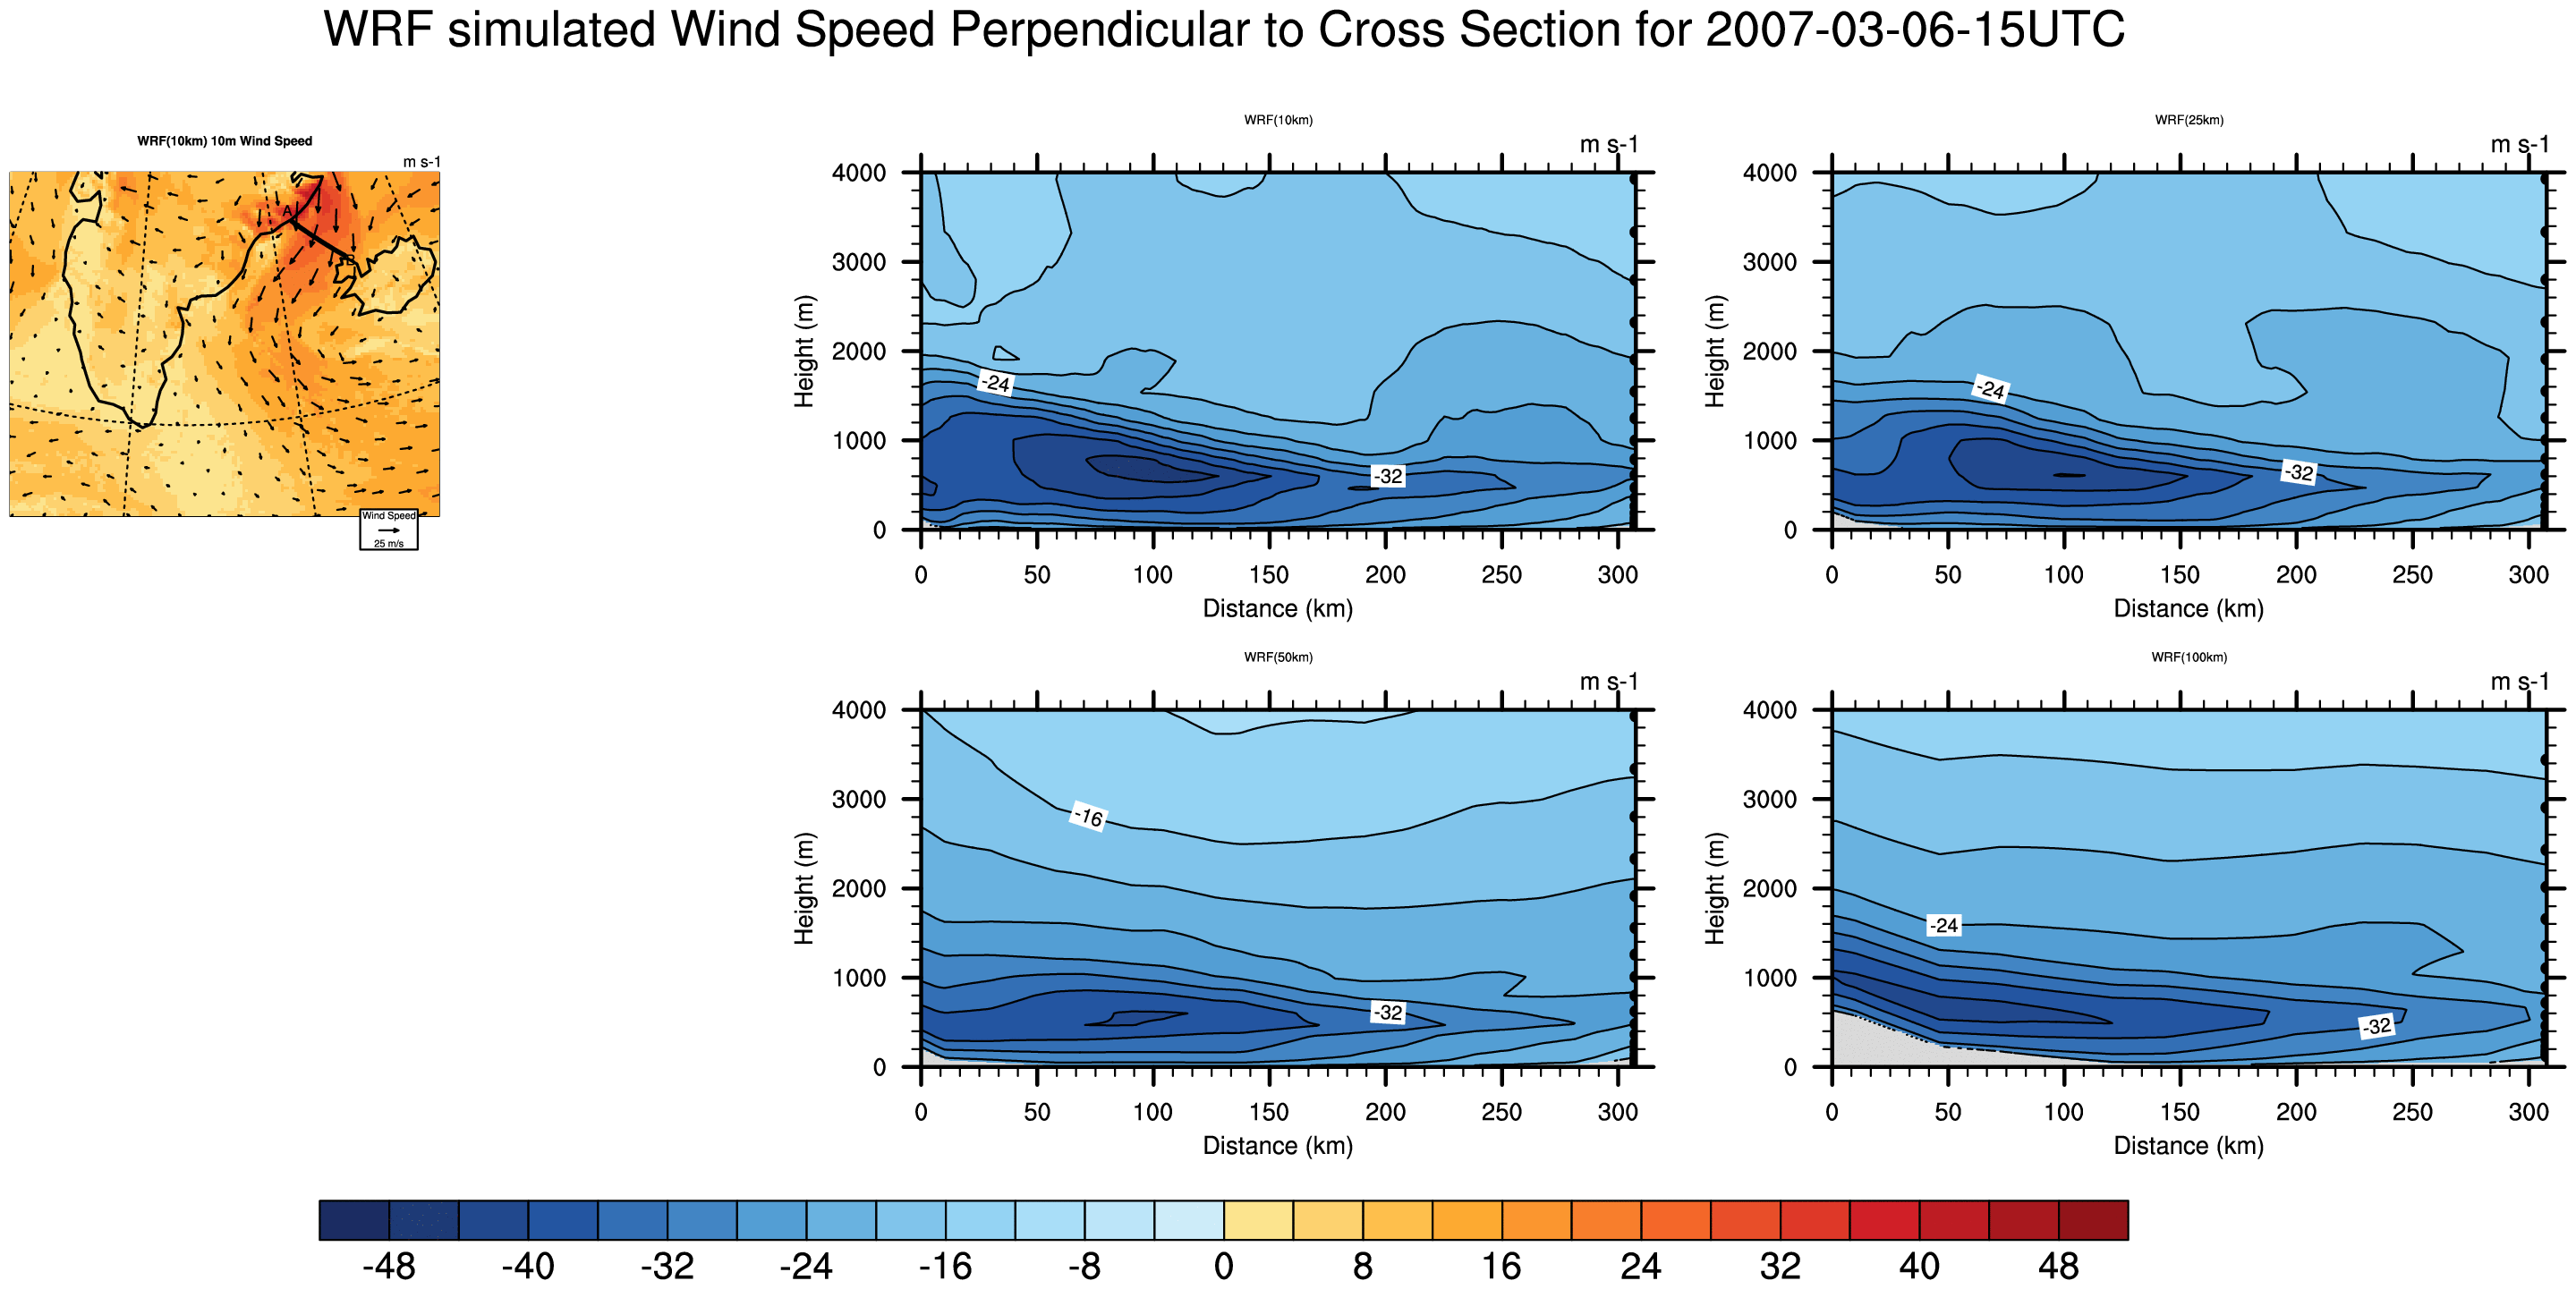 WRF simulated Wind Speed Perpendicular to Cross Section for 2007-03-06-15UTC
WRF(10km) 10m Wind Speed
m s-1
A
B
Wind Speed
25 m/s
WRF(10km)
m s-1
4000
3000
2000
1000
0
Height (m)
-24
-32
0 50 100 150 200 250 300
Distance (km)
WRF(25km)
m s-1
4000
3000
2000
1000
0
Height (m)
-24
-32
0 50 100 150 200 250 300
Distance (km)
WRF(50km)
m s-1
4000
3000
2000
1000
0
Height (m)
-16
-32
0 50 100 150 200 250 300
Distance (km)
WRF(100km)
m s-1
4000
3000
2000
1000
0
Height (m)
-24
-32
0 50 100 150 200 250 300
Distance (km)
-48 -40 -32 -24 -16 -8 0 8 16 24 32 40 48